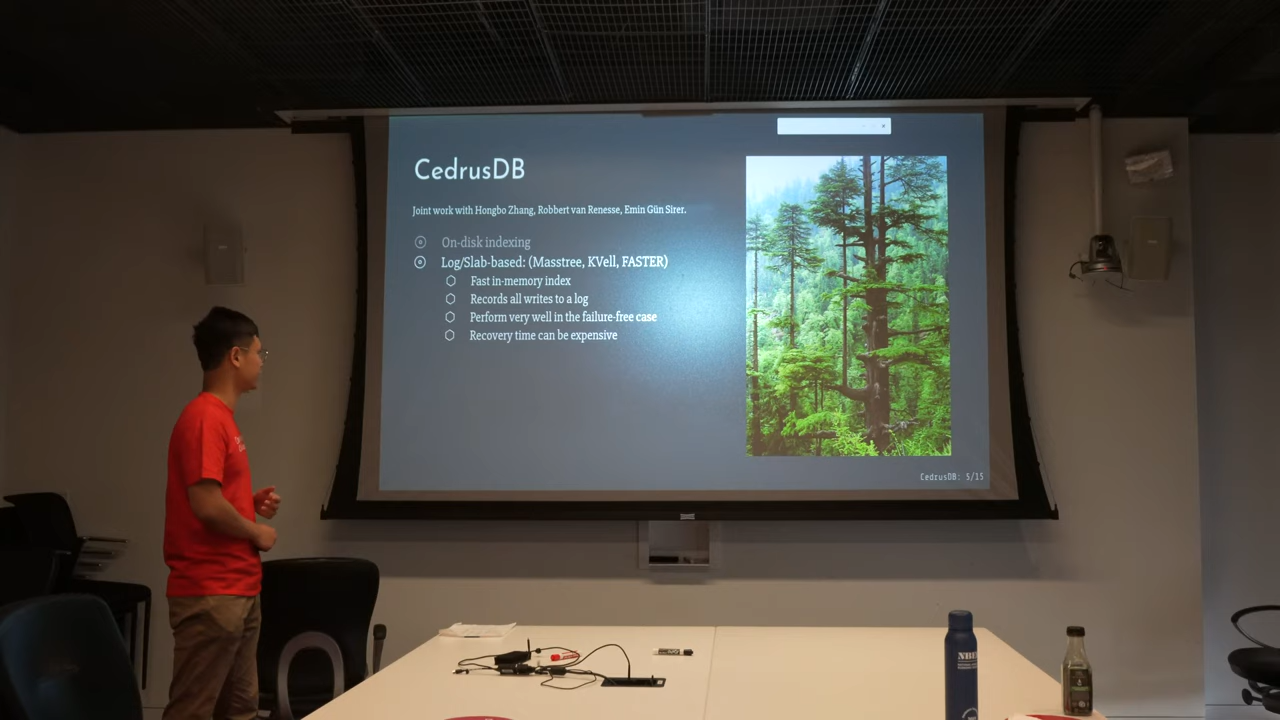 CedrusDB
Joint work with Hongbo Zhang, Robbert van Renesse, Emin Gün Sirer.
On-disk indexing
Log/Slab-based: (Masstree, KVell, FASTER)
Fast in-memory index
Records all writes to a log
Perform very well in the failure-free case
Recovery time can be expensive
CedrusDB: 5/15